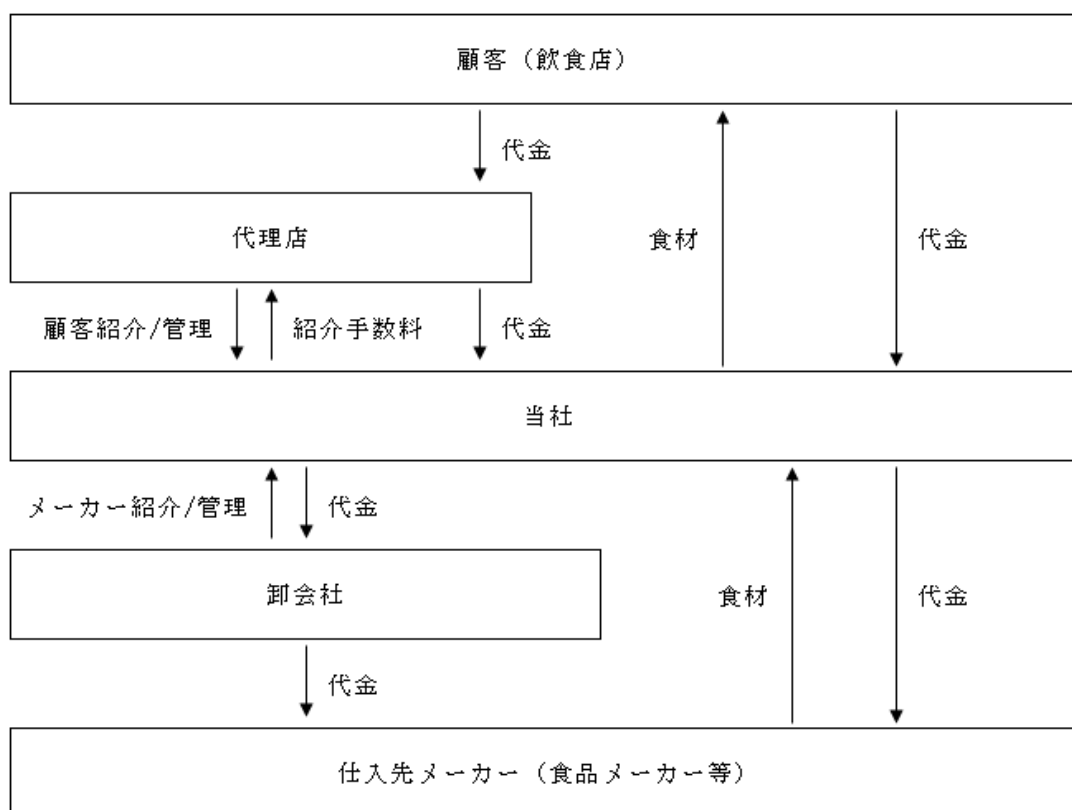 顧客（飲食店）
代金
代理店
食材
代金
顧客紹介/管理
紹介手数料
代金
当社
メーカー紹介/管理
代金
卸会社
食材
代金
代金
仕入先メーカー（食品メーカー等）